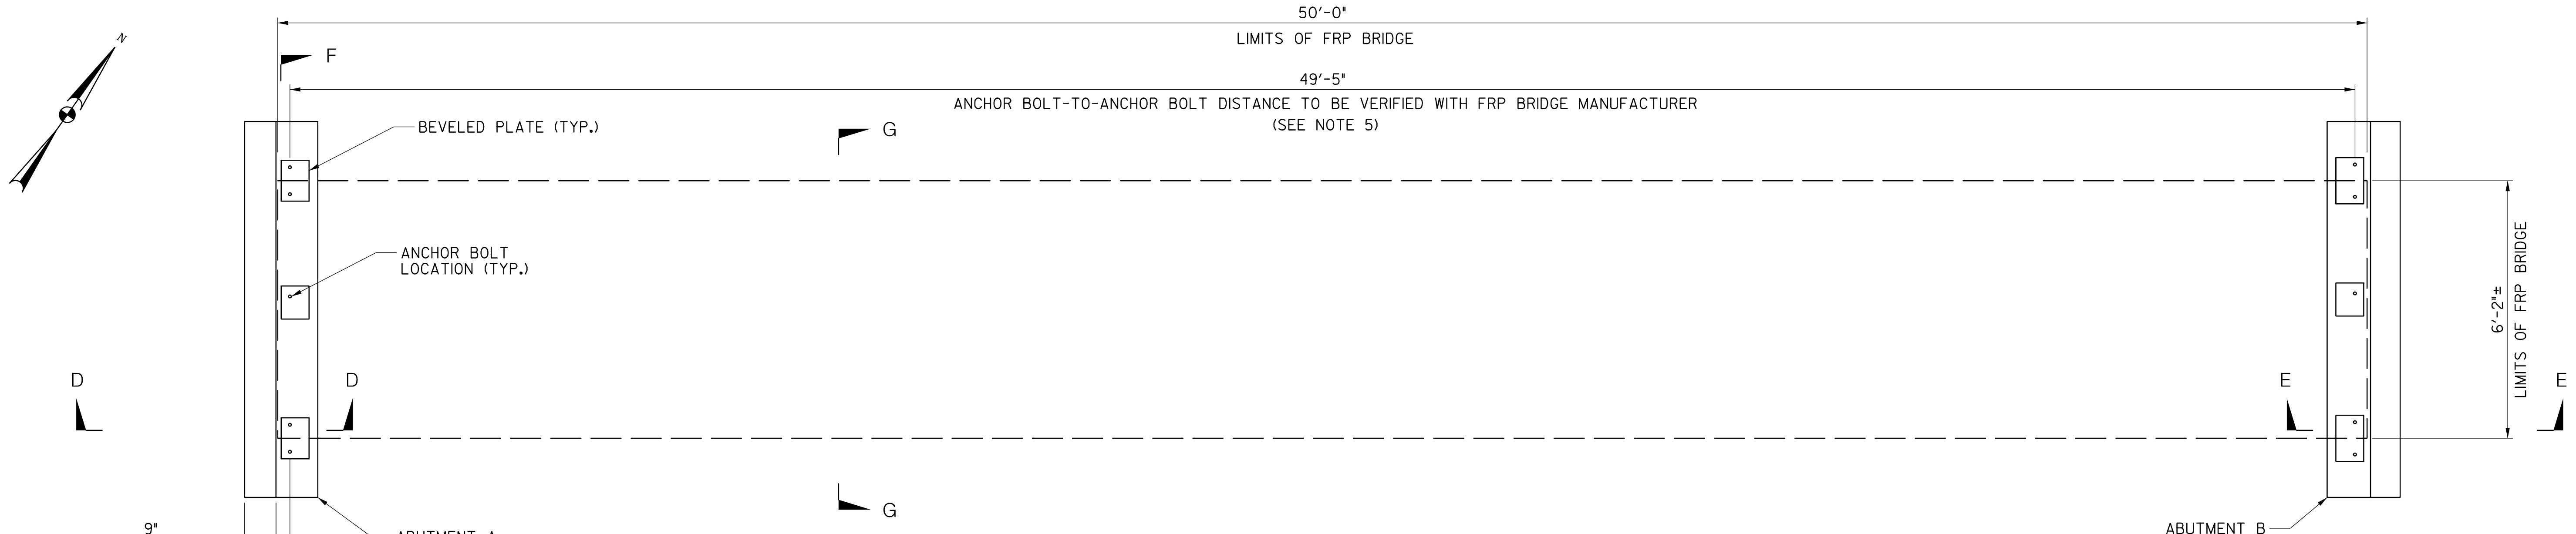 50'-0"
LIMITS OF FRP BRIDGE
N
F
49'-5"
ANCHOR BOLT-TO-ANCHOR BOLT DISTANCE TO BE VERIFIED WITH FRP BRIDGE MANUFACTURER
(SEE NOTE 5)
BEVELED PLATE (TYP.)
G
ANCHOR BOLT
LOCATION (TYP.)
6'-2"±
LIMITS OF FRP BRIDGE
D
D
E
E
G
9"
ABUTMENT A
ABUTMENT B